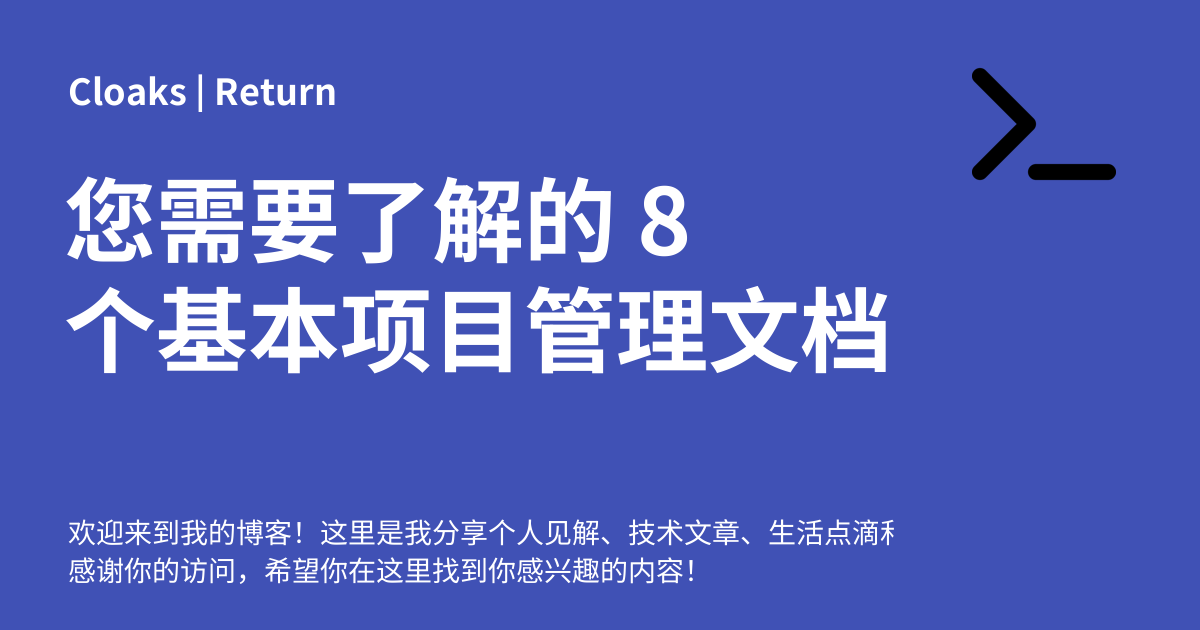 Cloaks | Return
您需要了解的 8
个基本项目管理文档
欢迎来到我的博客！这里是我分享个人见解、技术文章、生活点滴
感谢你的访问，希望你在这里找到你感兴趣的内容！